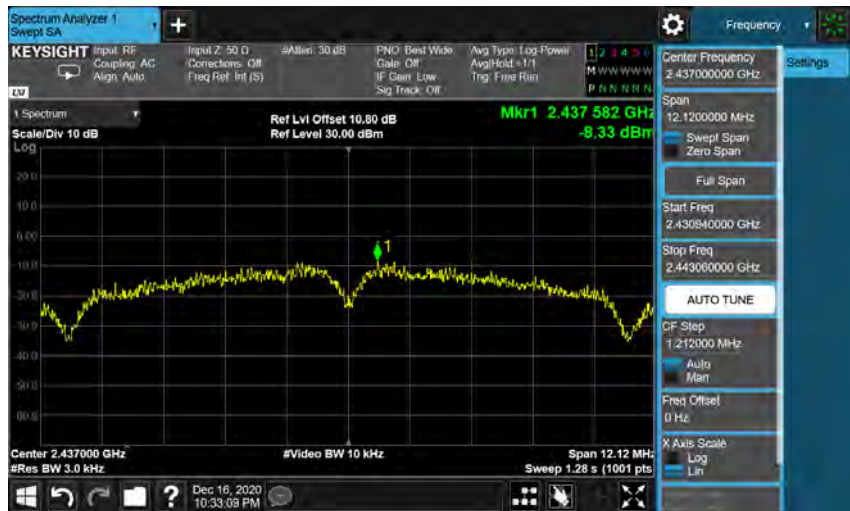 Spectrum Analyzer 1
Swept SA
+
Frequency
KEYSIGHT
Input: RF
Coupling: AC
Align: Auto
Input Z: 50 Ω
Corrections: Off
Freq Ref: Int (S)
#Atten: 30 dB
PNO: Best Wide
Gate: Off
IF Gain: Low
Sig Track: Off
Avg Type: Log-Power
Avg|Hold:>1/1
Trig: Free Run
1 2 3 4 5 6
M W W W W W
P N N N N N
LXI
1 Spectrum
Scale/Div 10 dB
Log
Ref Lvl Offset 10.80 dB
Ref Level 30.00 dBm
Mkr1 2.437 582 GHz
-8.33 dBm
20.0
10.0
0.00
-10.0
-20.0
-30.0
-40.0
-50.0
-60.0
1
Center 2.437000 GHz
#Res BW 3.0 kHz
#Video BW 10 kHz
Span 12.12 MHz
Sweep 1.28 s (1001 pts
Dec 16, 2020
10:33:09 PM
Center Frequency
2.437000000 GHz
Settings
Span
12.1200000 MHz
Swept Span
Zero Span
Full Span
Start Freq
2.430940000 GHz
Stop Freq
2.443060000 GHz
AUTO TUNE
CF Step
1.212000 MHz
Auto
Man
Freq Offset
0 Hz
X Axis Scale
Log
Lin